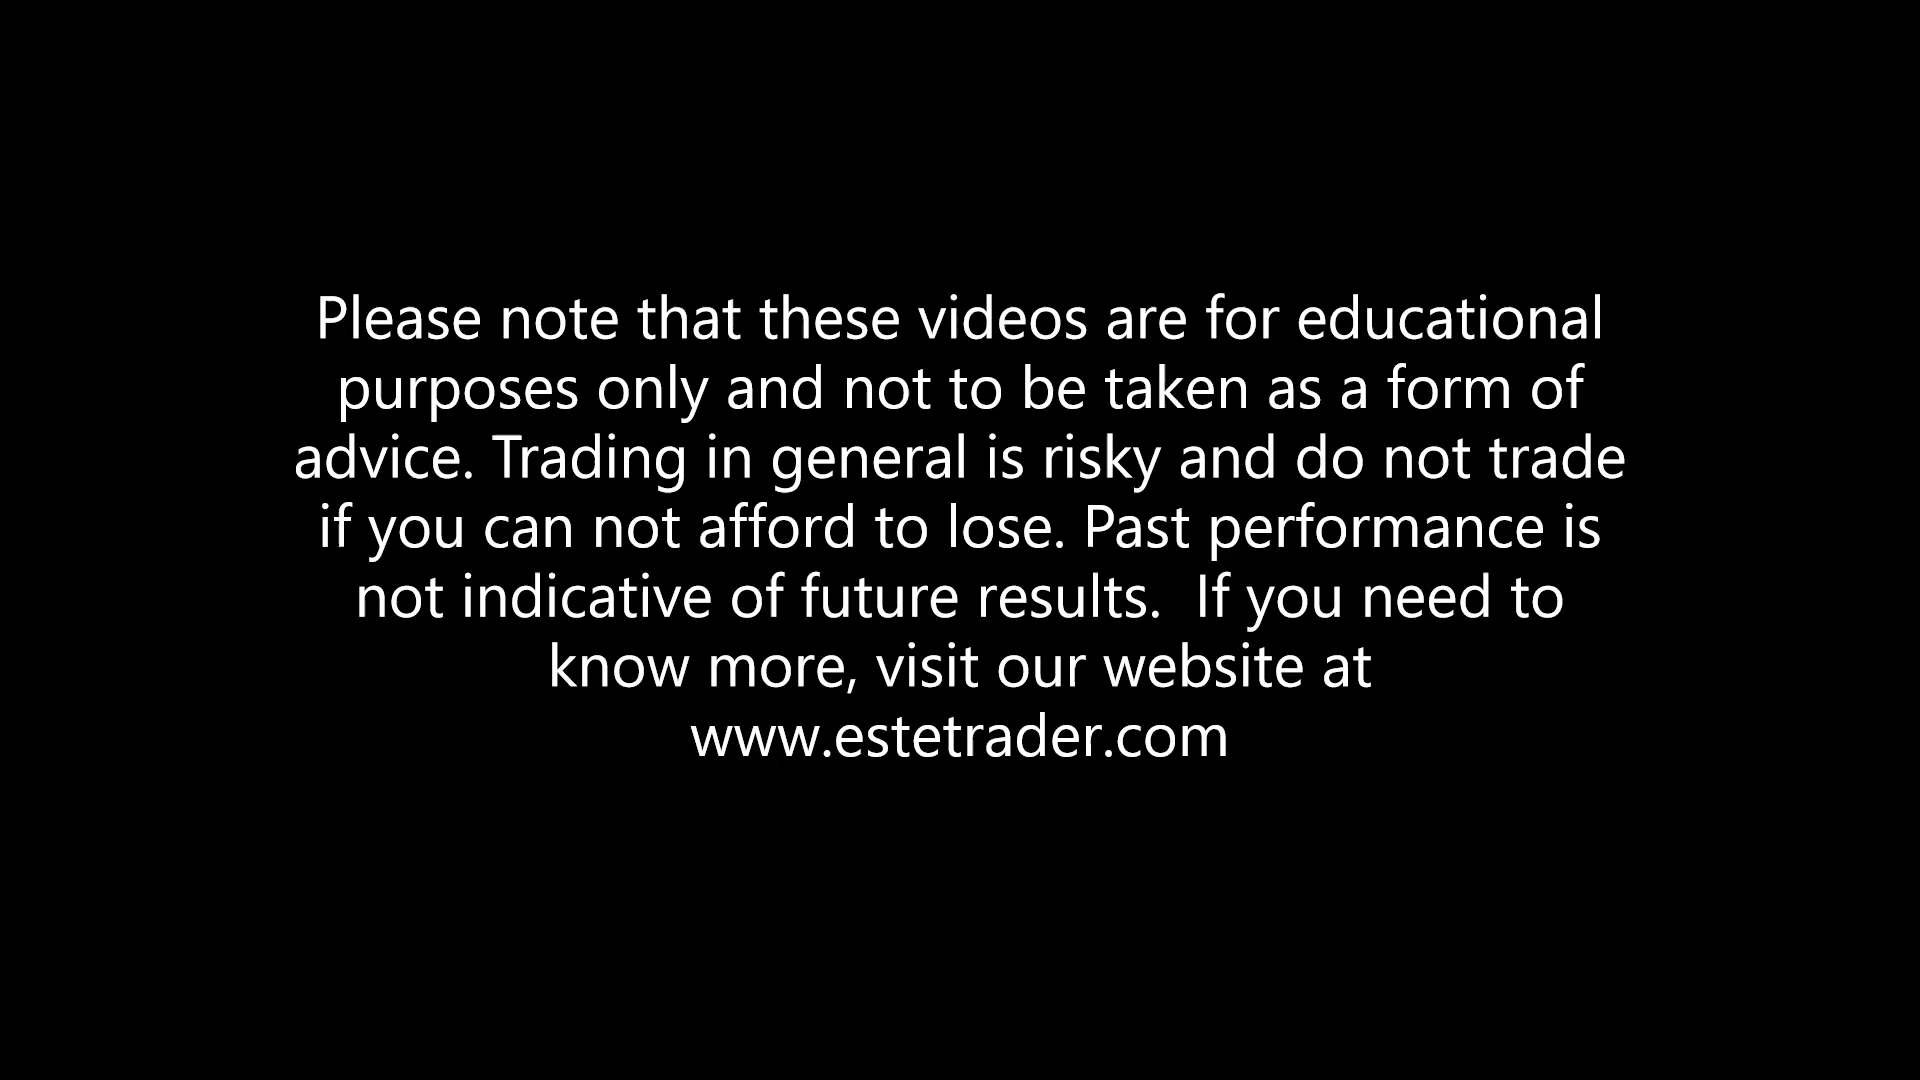 Please note that these videos are for educational
purposes only and not to be taken as a form of
advice. Trading in general is risky and do not trade
if you can not afford to lose. Past performance is
not indicative of future results.  If you need to
know more, visit our website at
www.estetrader.com